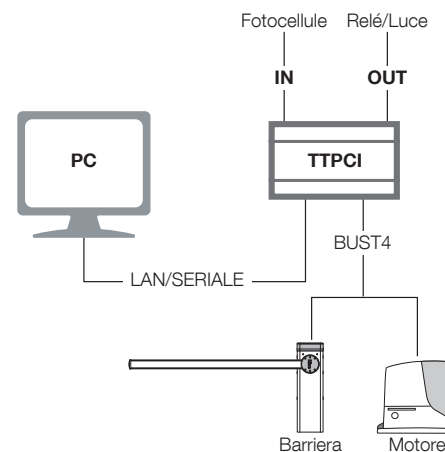 Fotocellule Relé/Luce
IN OUT
PC TTPCI
BUST4
LAN/SERIALE
Barriera Motore